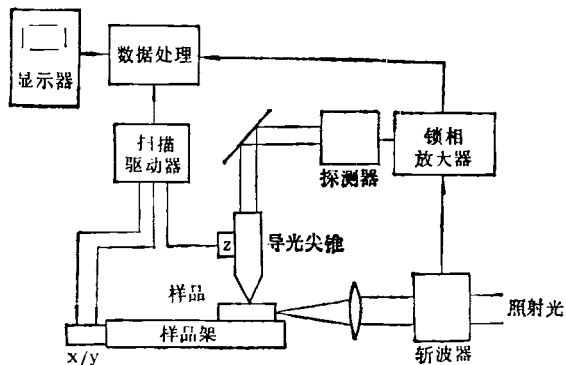 显示器
数据处理
扫描
驱动器
探测器
锁相
放大器
z
导光尖锥
样品
样品架
x/y
照射光
斩波器